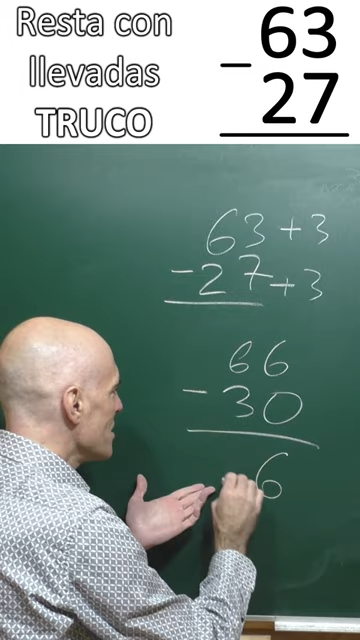 Resta con
llevadas
TRUCO
63
- 27
63 + 3
- 27 + 3
66
- 30
6